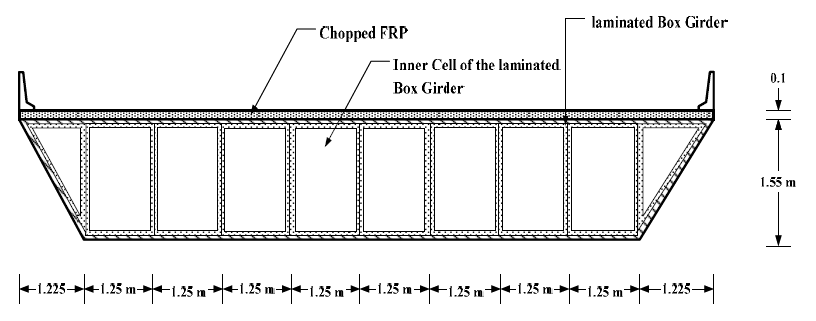 laminated Box Girder
Chopped FRP
Inner Cell of the laminated
Box Girder
0.1
1.55 m
1.225 1.25 m 1.25 m 1.25 m 1.25 m 1.25 m 1.25 m 1.25 m 1.25 m 1.225